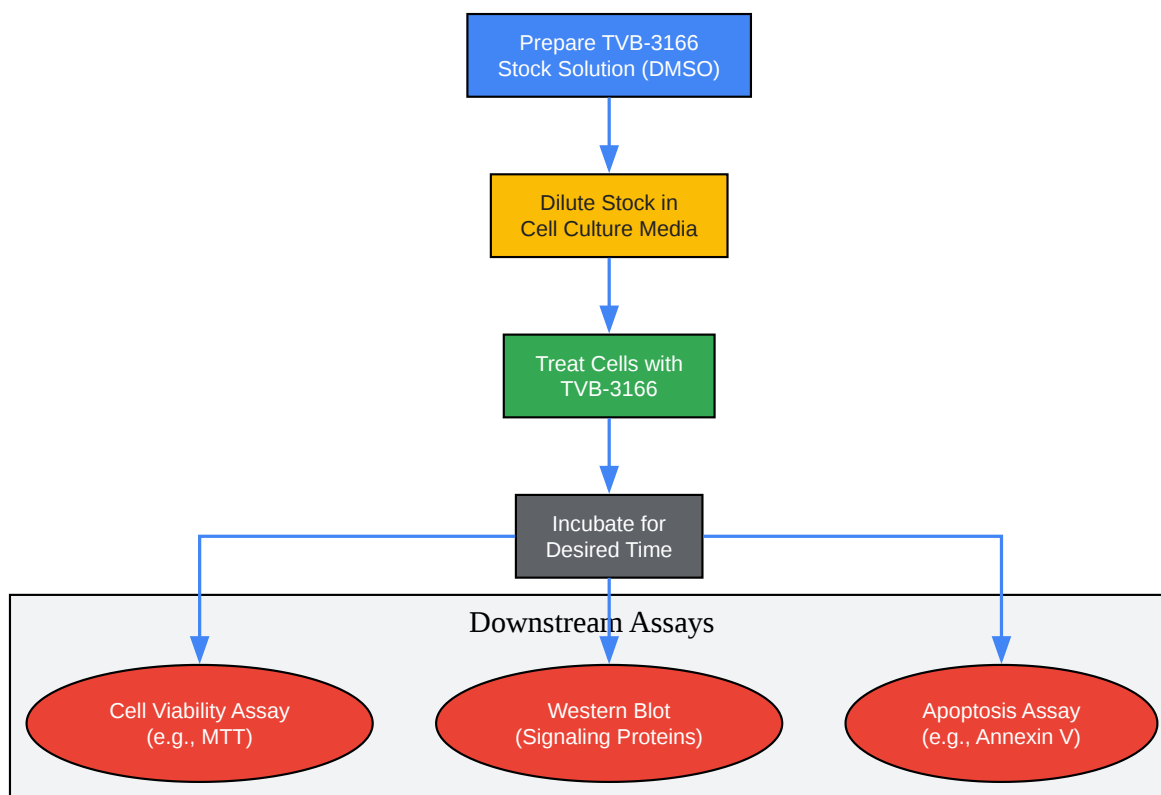 Prepare TVB-3166
Stock Solution (DMSO)
Dilute Stock in
Cell Culture Media
Treat Cells with
TVB-3166
Incubate for
Desired Time
Downstream Assays
Cell Viability Assay
(e.g., MTT)
Western Blot
(Signaling Proteins)
Apoptosis Assay
(e.g., Annexin V)